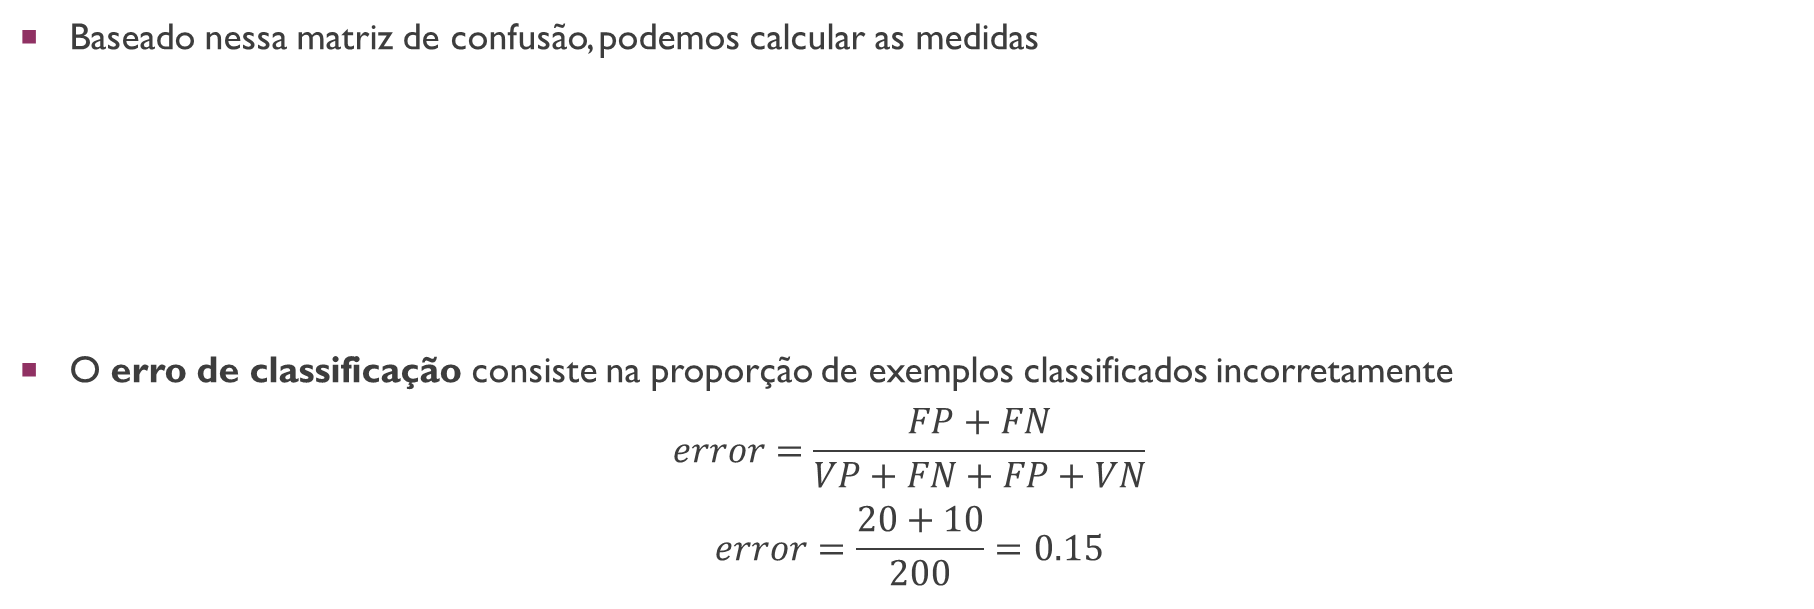 ▪ Baseado nessa matriz de confusão, podemos calcular as medidas
▪ O erro de classificação consiste na proporção de exemplos classificados incorretamente
error = (FP + FN) / (VP + FN + FP + VN)
error = (20 + 10) / 200 = 0.15